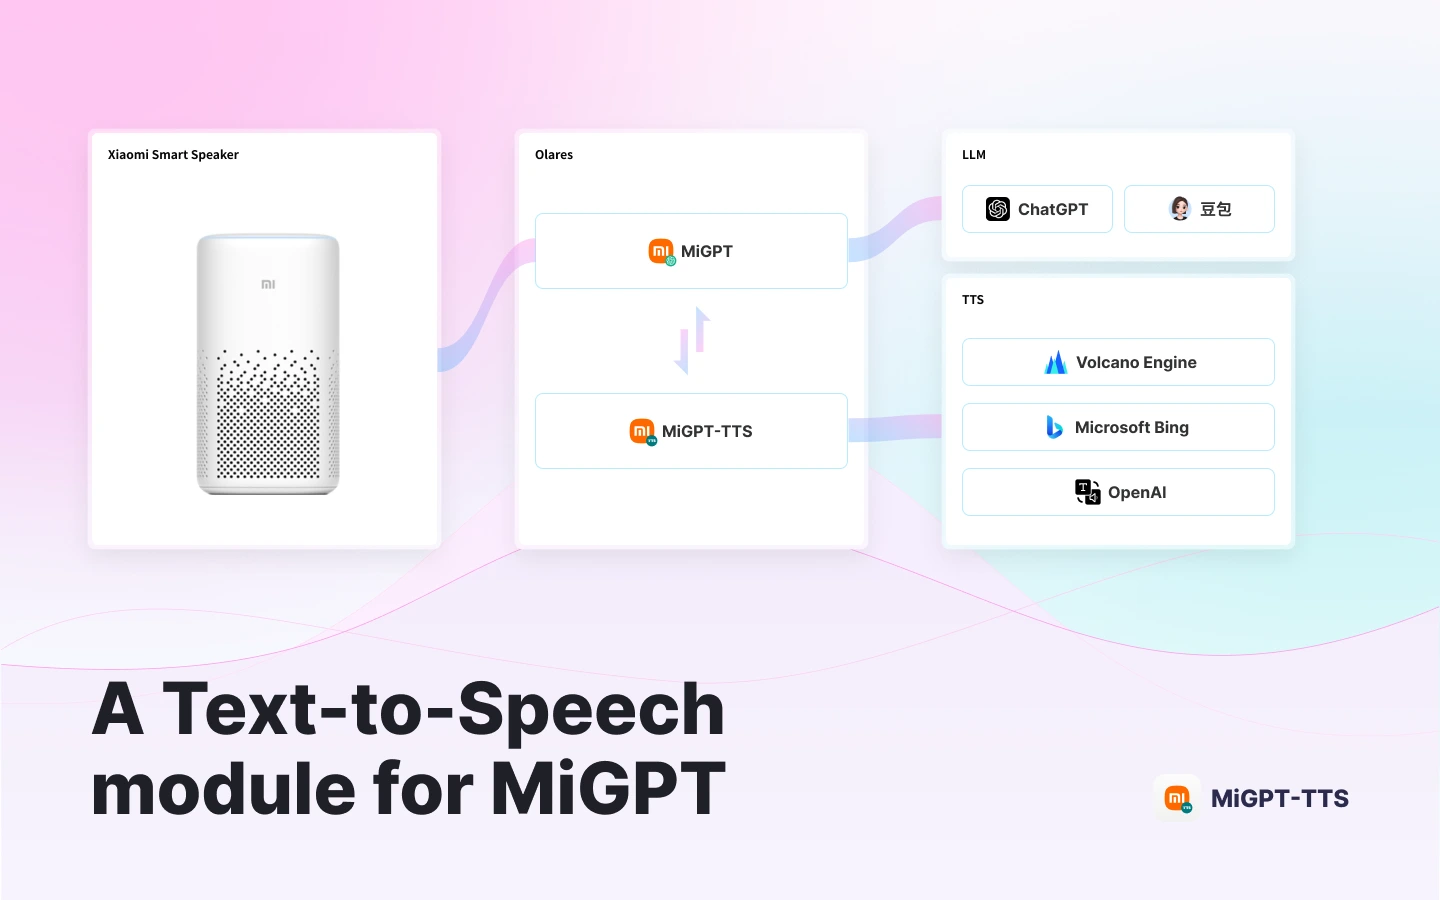 Xiaomi Smart Speaker
mi
Olares
MiGPT
MiGPT-TTS
LLM
ChatGPT
豆包
TTS
Volcano Engine
Microsoft Bing
OpenAI
A Text-to-Speech
module for MiGPT
MiGPT-TTS